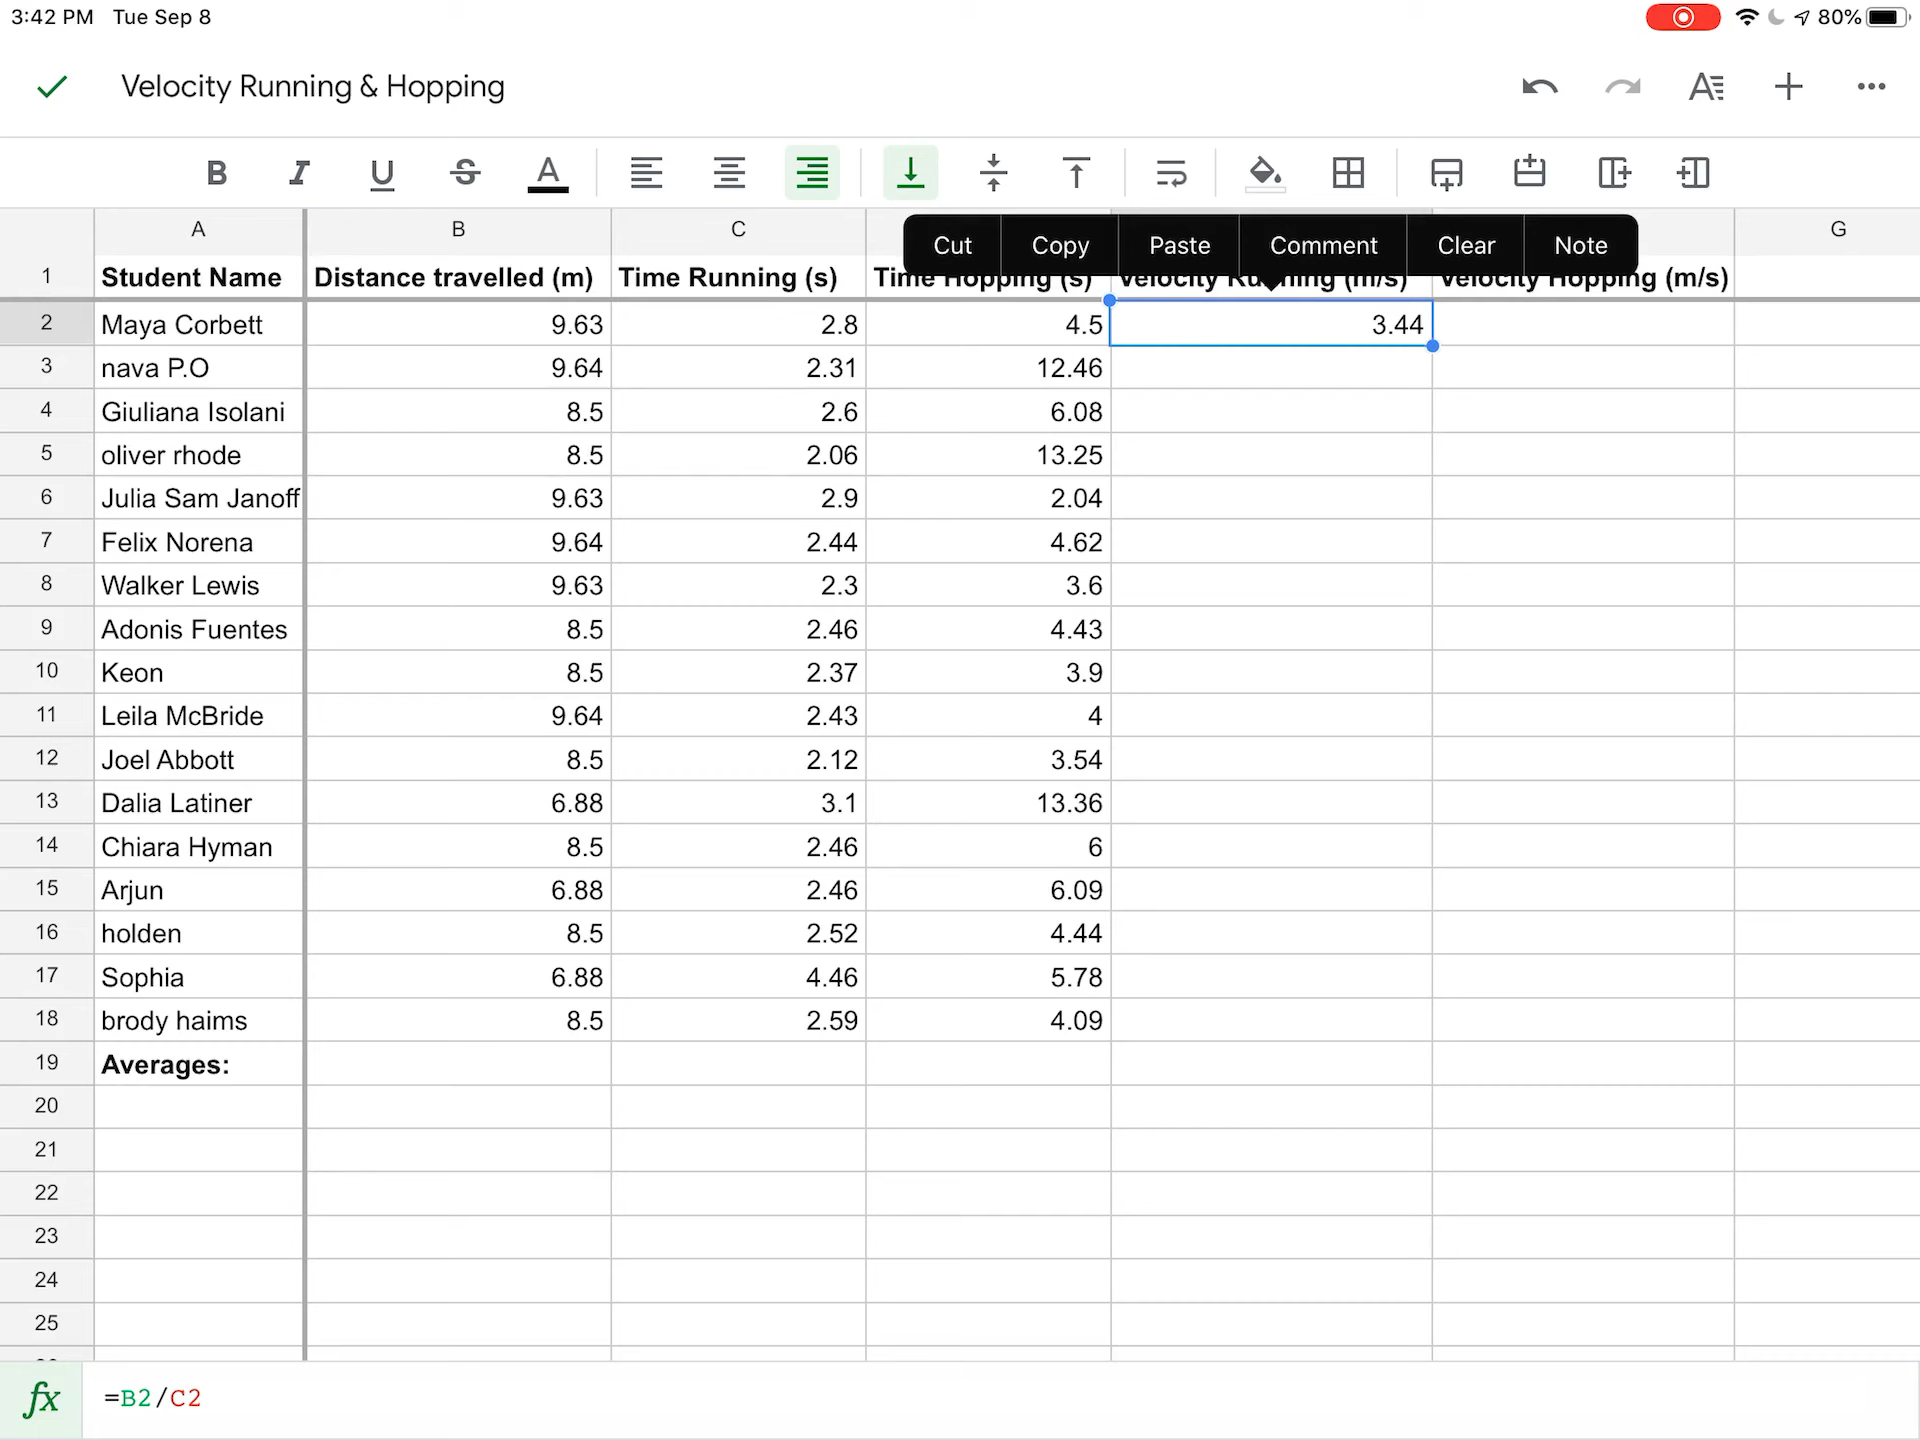 3:42 PM Tue Sep 8 80%
Velocity Running & Hopping
B I U S A
A B C G
Cut Copy Paste Comment Clear Note
1 Student Name Distance travelled (m) Time Running (s) Time Hopping (s) Velocity Running (m/s) Velocity Hopping (m/s)
2 Maya Corbett 9.63 2.8 4.5 3.44
3 nava P.O 9.64 2.31 12.46
4 Giuliana Isolani 8.5 2.6 6.08
5 oliver rhode 8.5 2.06 13.25
6 Julia Sam Janoff 9.63 2.9 2.04
7 Felix Norena 9.64 2.44 4.62
8 Walker Lewis 9.63 2.3 3.6
9 Adonis Fuentes 8.5 2.46 4.43
10 Keon 8.5 2.37 3.9
11 Leila McBride 9.64 2.43 4
12 Joel Abbott 8.5 2.12 3.54
13 Dalia Latiner 6.88 3.1 13.36
14 Chiara Hyman 8.5 2.46 6
15 Arjun 6.88 2.46 6.09
16 holden 8.5 2.52 4.44
17 Sophia 6.88 4.46 5.78
18 brody haims 8.5 2.59 4.09
19 Averages:
20
21
22
23
24
25
fx =B2/C2